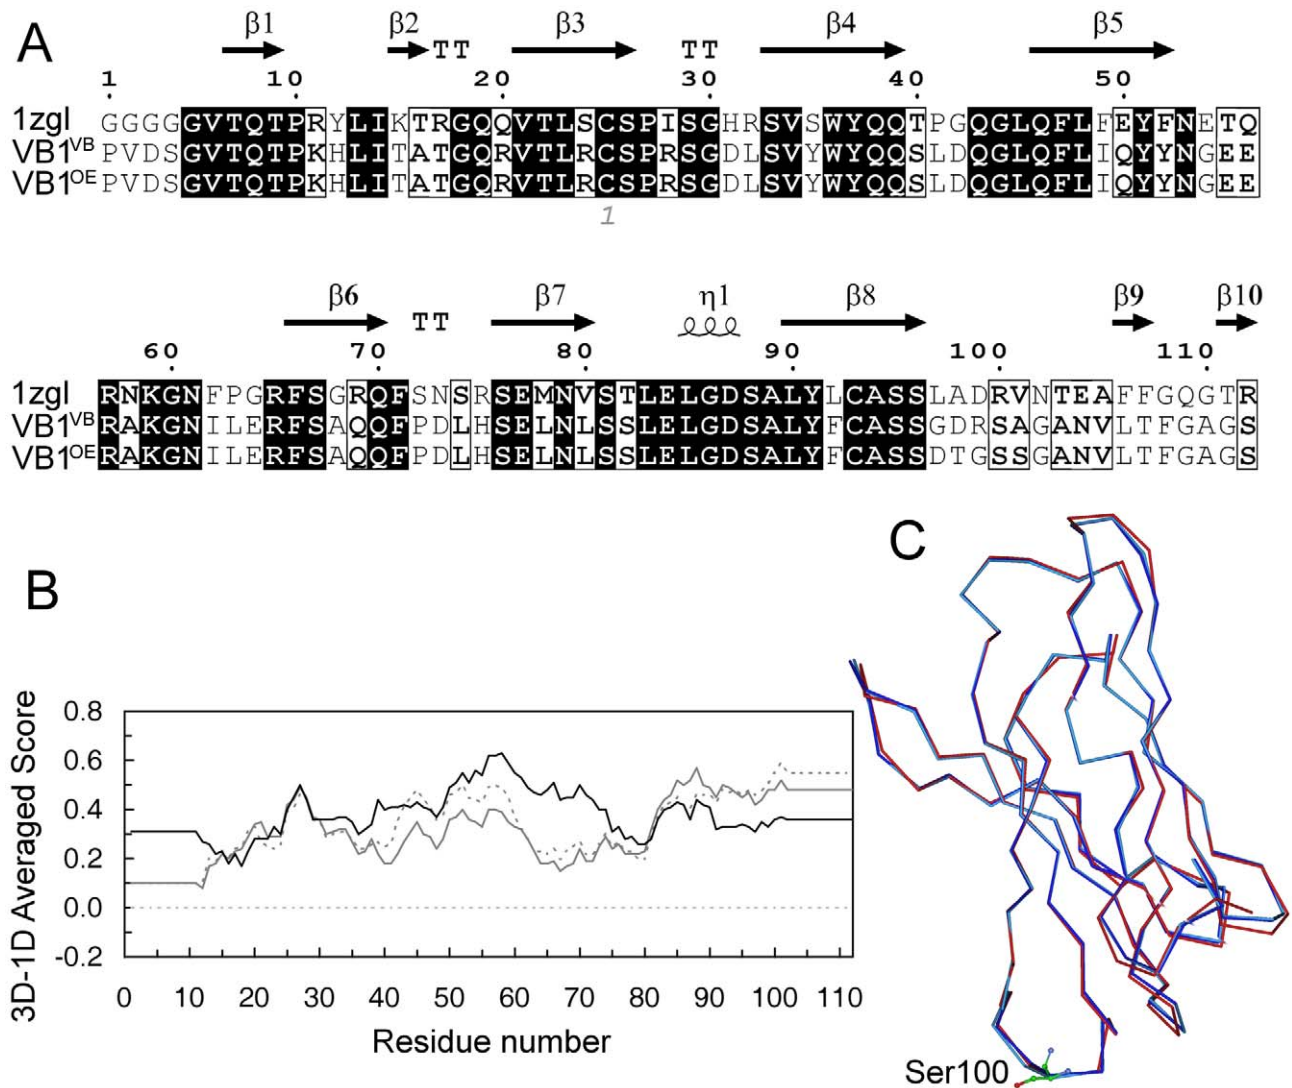 A
β1 β2 β3 β4 β5
TT TT
1 10 20 30 40 50
1zgl GGGGGVTQTPRYLIKTRGQQVTLSCSPISGHRSVSWYQQTPGQGLQFLFEYFNETQ
VB1VB PVDSGVTQTPKHLITATGQRVTLRCSPRSGDLSVYWYQQSLDQGLQFLIQYYNGEE
VB1OE PVDSGVTQTPKHLITATGQRVTLRCSPRSGDLSVYWYQQSLDQGLQFLIQYYNGEE
1
β6 β7 η1 β8 β9 β10
TT
60 70 80 90 100 110
1zgl RNKGNFPGRFSGRQFSNSRSEMNVSTLELGDSALYLCASSLADRVNTEAFFGQGTR
VB1VB RAKGNILERFSAQQFPDLHSELNLSSLELGDSALYFCASSGDRSAGANVLTFGAGS
VB1OE RAKGNILERFSAQQFPDLHSELNLSSLELGDSALYFCASSDTGSSGANVLTFGAGS
B
3D-1D Averaged Score
0.8
0.6
0.4
0.2
0.0
-0.2
0 10 20 30 40 50 60 70 80 90 100 110
Residue number
C
Ser100